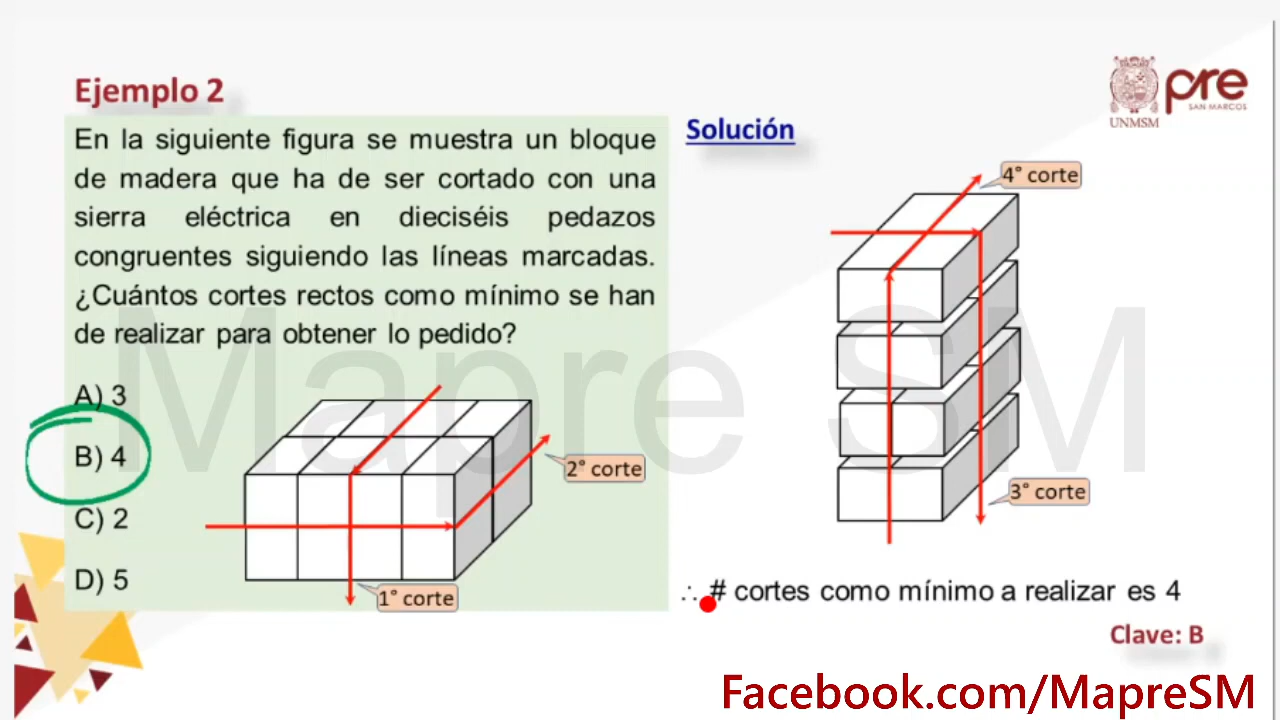 Ejemplo 2
En la siguiente figura se muestra un bloque
de madera que ha de ser cortado con una
sierra eléctrica en dieciséis pedazos
congruentes siguiendo las líneas marcadas.
¿Cuántos cortes rectos como mínimo se han
de realizar para obtener lo pedido?
A) 3
B) 4
C) 2
D) 5
2° corte
1° corte
Solución
4° corte
3° corte
∴ # cortes como mínimo a realizar es 4
Clave: B
UNMSM
pre
SAN MARCOS
Mapre SM
Facebook.com/MapreSM